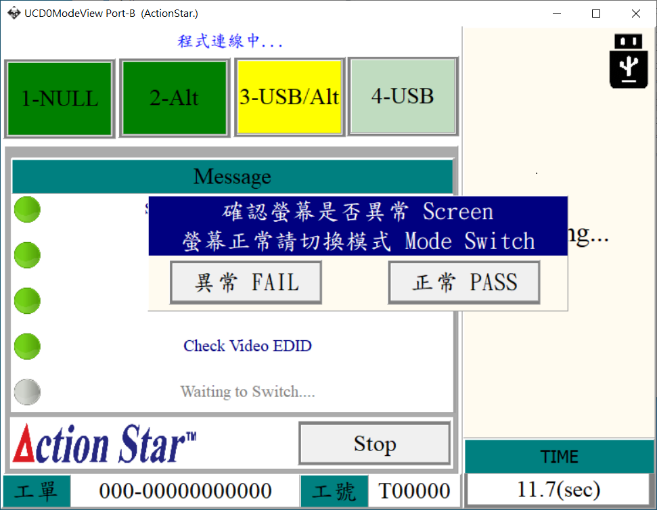 UCD0ModeView Port-B (ActionStar.)
程式連線中...
1-NULL
2-Alt
3-USB/Alt
4-USB
Message
確認螢幕是否異常 Screen
螢幕正常請切換模式 Mode Switch
ng...
異常 FAIL
正常 PASS
Check Video EDID
Waiting to Switch....
Action Star™
Stop
TIME
工單
000-00000000000
工號
T00000
11.7(sec)